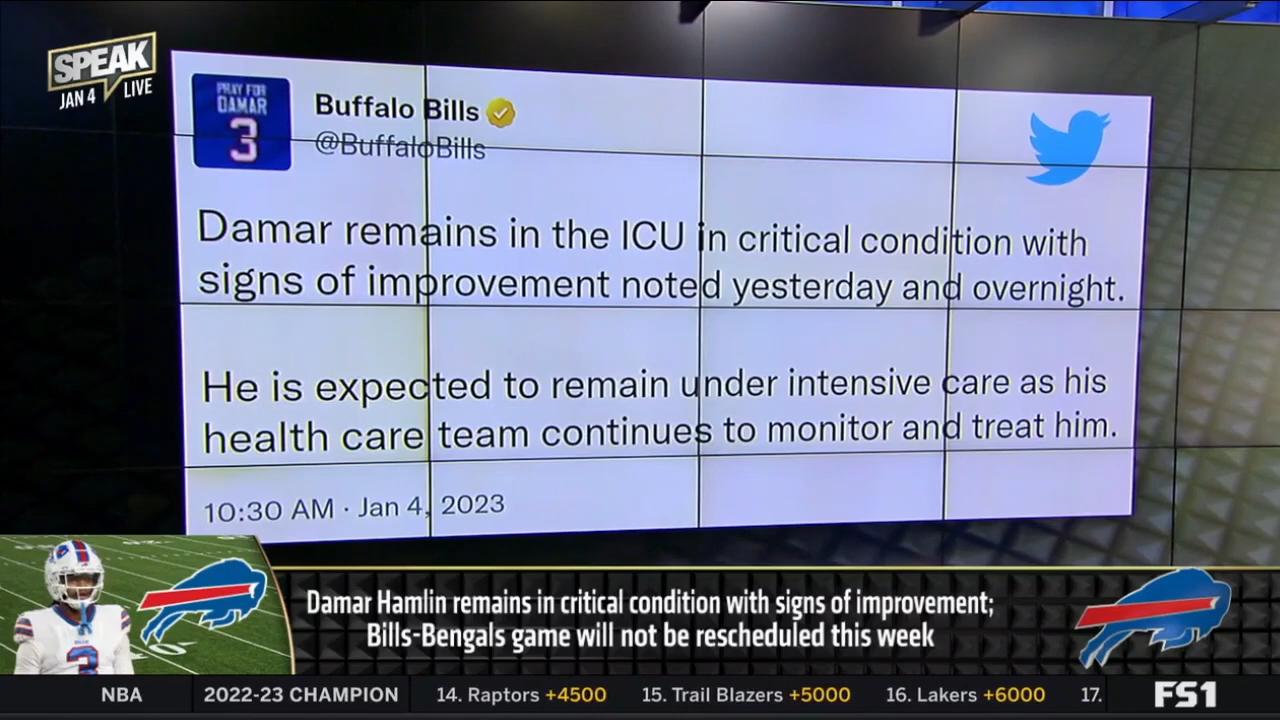 SPEAK
JAN 4 LIVE
PRAY FOR
DAMAR
3
Buffalo Bills
@BuffaloBills
Damar remains in the ICU in critical condition with
signs of improvement noted yesterday and overnight.
He is expected to remain under intensive care as his
health care team continues to monitor and treat him.
10:30 AM · Jan 4, 2023
3
Damar Hamlin remains in critical condition with signs of improvement;
Bills-Bengals game will not be rescheduled this week
NBA 2022-23 CHAMPION 14. Raptors +4500 15. Trail Blazers +5000 16. Lakers +6000 17. FS1